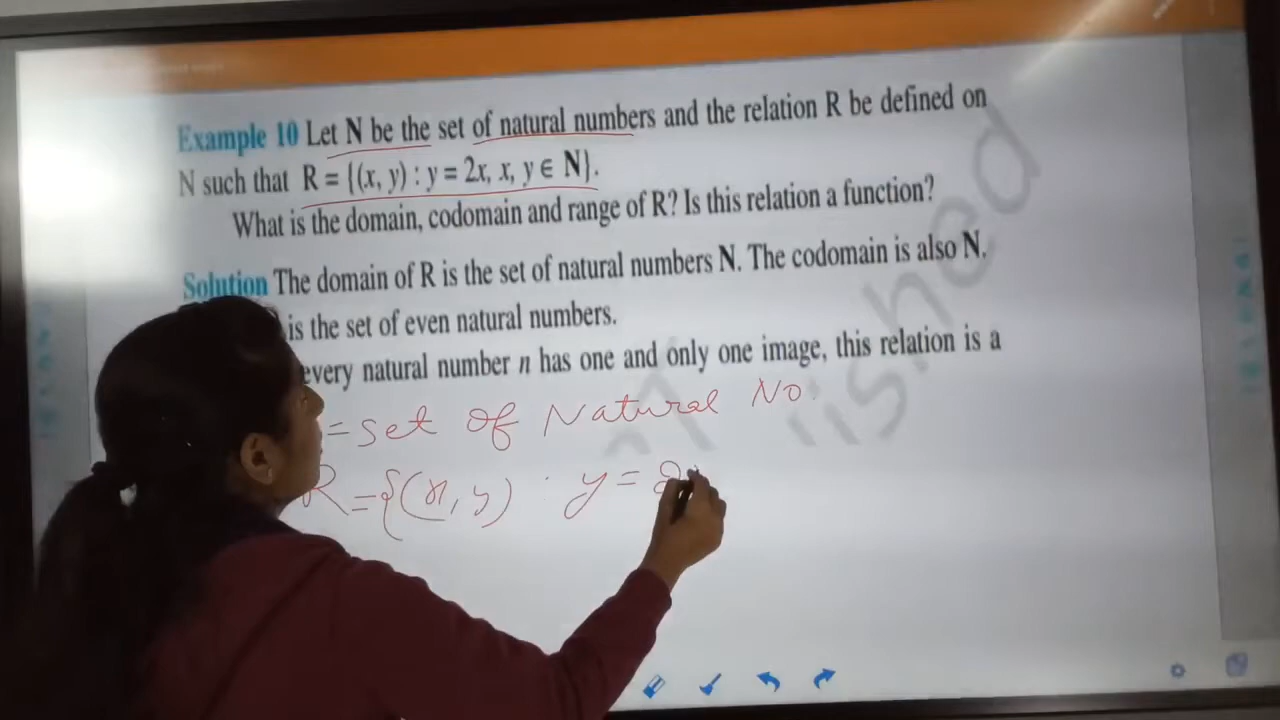 Example 10 Let N be the set of natural numbers and the relation R be defined on
N such that R = {(x, y) : y = 2x, x, y ∈ N}.
What is the domain, codomain and range of R? Is this relation a function?
Solution The domain of R is the set of natural numbers N. The codomain is also N.
is the set of even natural numbers.
every natural number n has one and only one image, this relation is a
= set of Natural No.
R = {(x, y) : y = 2
ished